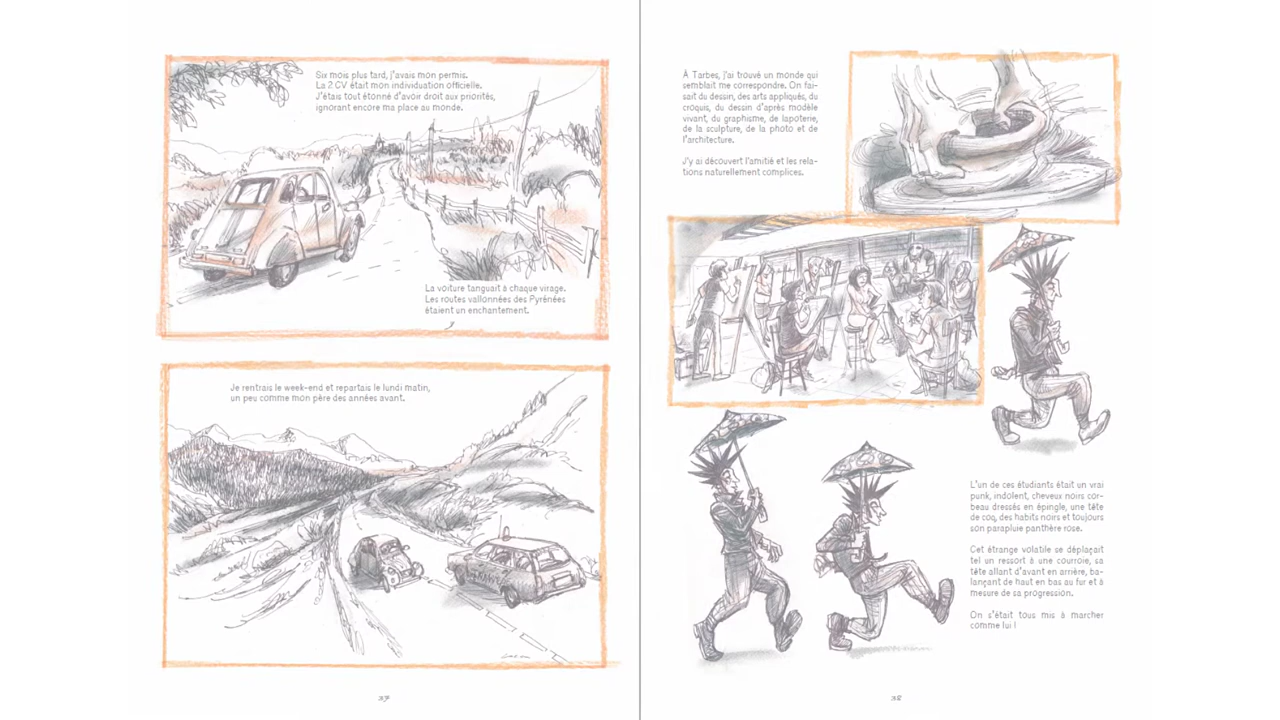 Six mois plus tard, j'avais mon permis.
La 2 CV était mon individuation officielle.
J'étais tout étonné d'avoir droit aux priorités,
ignorant encore ma place au monde.
La voiture tanguait à chaque virage.
Les routes vallonnées des Pyrénées
étaient un enchantement.
Je rentrais le week-end et repartais le lundi matin,
un peu comme mon père des années avant.
37
À Tarbes, j'ai trouvé un monde qui
semblait me correspondre. On fai-
sait du dessin, des arts appliqués, du
croquis, du dessin d'après modèle
vivant, du graphisme, de lapoterie,
de la sculpture, de la photo et de
l'architecture.
J'y ai découvert l'amitié et les rela-
tions naturellement complices.
L'un de ces étudiants était un vrai
punk, indolent, cheveux noirs cor-
beau dressés en épingle, une tête
de coq, des habits noirs et toujours
son parapluie panthère rose.
Cet étrange volatile se déplaçart
tel un ressort à une courroie, sa
tête allant d'avant en arrière, ba-
lançant de haut en bas au fur et à
mesure de sa progression.
On s'était tous mis à marcher
comme lui !
38